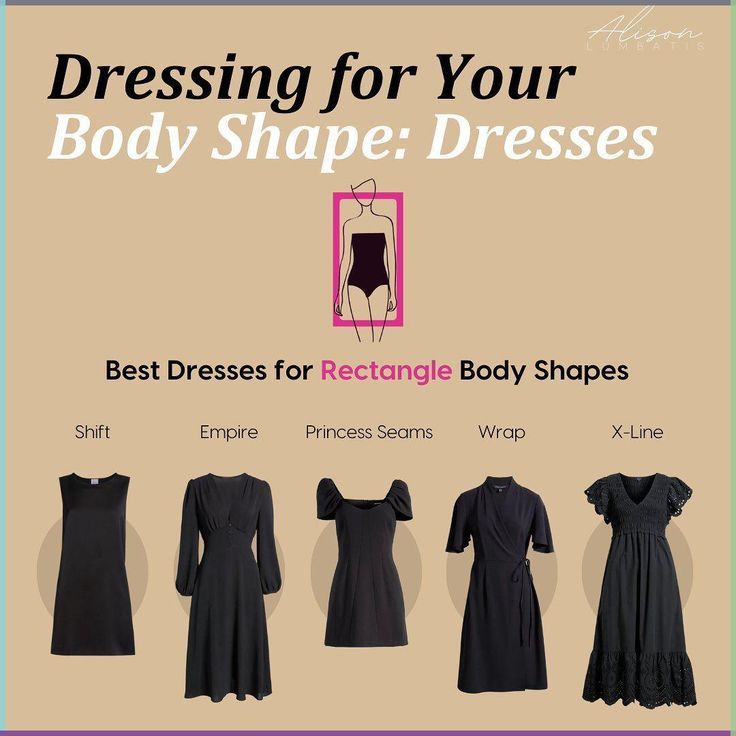 Alison
LUMBATIS
Dressing for Your
Body Shape: Dresses
Best Dresses for Rectangle Body Shapes
Shift Empire Princess Seams Wrap X-Line